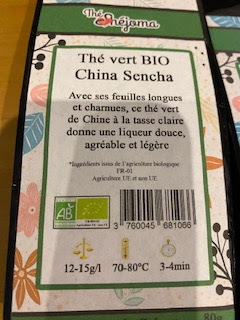 Thé
Théjoma
Thé vert BIO
China Sencha
Avec ses feuilles longues
et charnues, ce thé vert
de Chine à la tasse claire
donne une liqueur douce,
agréable et légère
*Ingrédients issus de l'agriculture biologique
FR-01
Agriculture UE et non UE
AB
3 760045 681066
12-15g/l
70-80°C
3-4min
80g